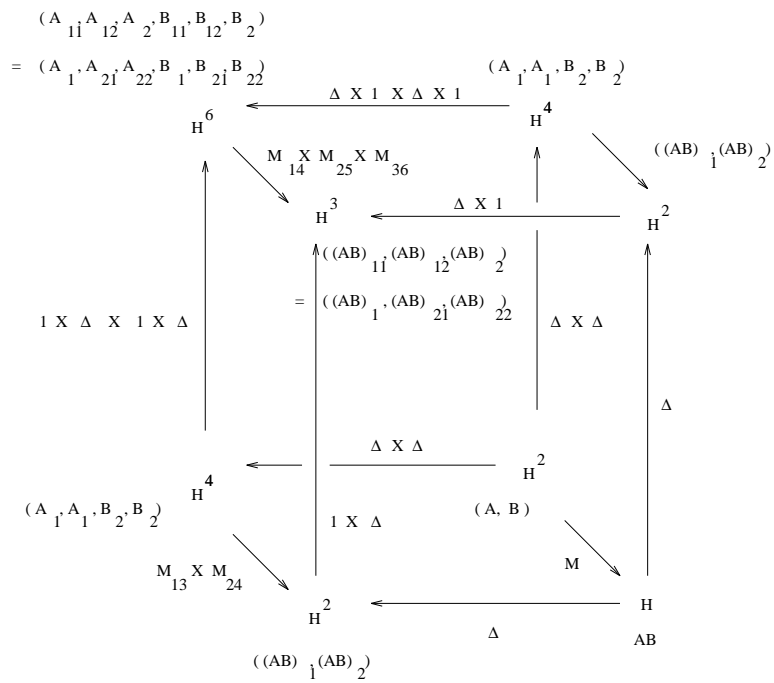 ( A 11 , A 12 , A 2 , B 11 , B 12 , B 2 )
= ( A 1 , A 21 , A 22 , B 1 , B 21 , B 22 )
( A 1 , A 1 , B 2 , B 2 )
Δ X 1 X Δ X 1
H 6
H 4
M 14 X M 25 X M 36
( (AB) 1 , (AB) 2 )
H 3
Δ X 1
H 2
( (AB) 11 , (AB) 12 , (AB) 2 )
= ( (AB) 1 , (AB) 21 , (AB) 22 )
1 X Δ X 1 X Δ
Δ X Δ
Δ
Δ X Δ
H 4
H 2
( A 1 , A 1 , B 2 , B 2 )
( A, B )
1 X Δ
M 13 X M 24
M
H 2
H
Δ
AB
( (AB) 1 , (AB) 2 )